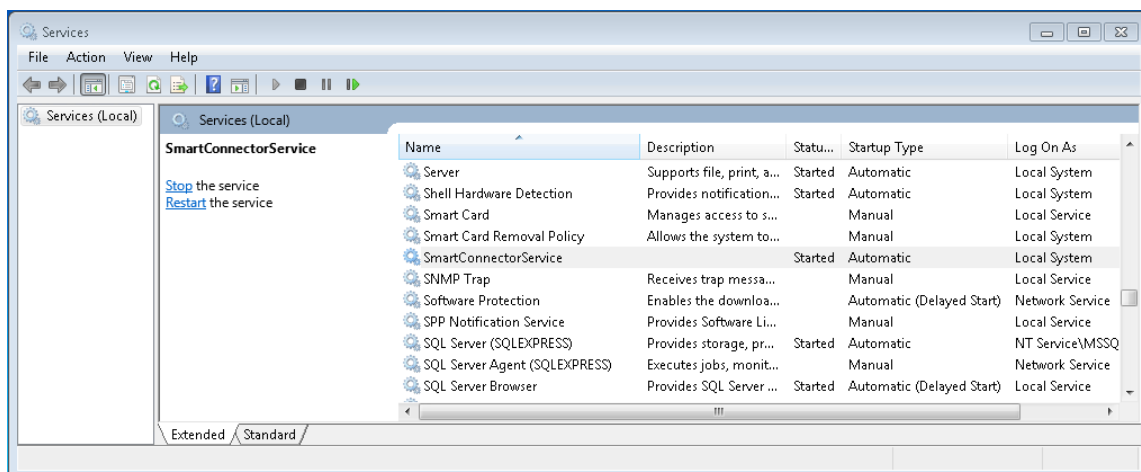 Services
File Action View Help
Services (Local)
Services (Local)
SmartConnectorService
Stop the service
Restart the service
Name Description Statu... Startup Type Log On As
Server Supports file, print, a... Started Automatic Local System
Shell Hardware Detection Provides notification... Started Automatic Local System
Smart Card Manages access to s... Manual Local Service
Smart Card Removal Policy Allows the system to... Manual Local System
SmartConnectorService Started Automatic Local System
SNMP Trap Receives trap messa... Manual Local Service
Software Protection Enables the downloa... Automatic (Delayed Start) Network Service
SPP Notification Service Provides Software Li... Manual Local Service
SQL Server (SQLEXPRESS) Provides storage, pr... Started Automatic NT Service\MSSQ
SQL Server Agent (SQLEXPRESS) Executes jobs, monit... Manual Network Service
SQL Server Browser Provides SQL Server ... Started Automatic (Delayed Start) Local Service
Extended Standard